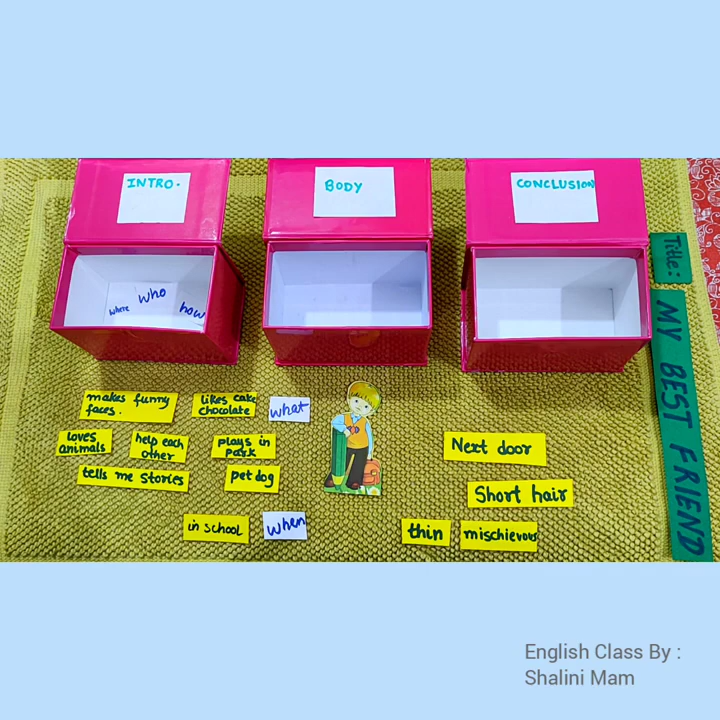 INTRO.
BODY
CONCLUSION
Title:
MY BEST FRIEND
where
who
how
makes funny
faces.
likes cake
chocolate
what
loves
animals
help each
other
plays in
park
tells me stories
pet dog
in school
when
Next door
Short hair
thin
mischievous
English Class By :
Shalini Mam